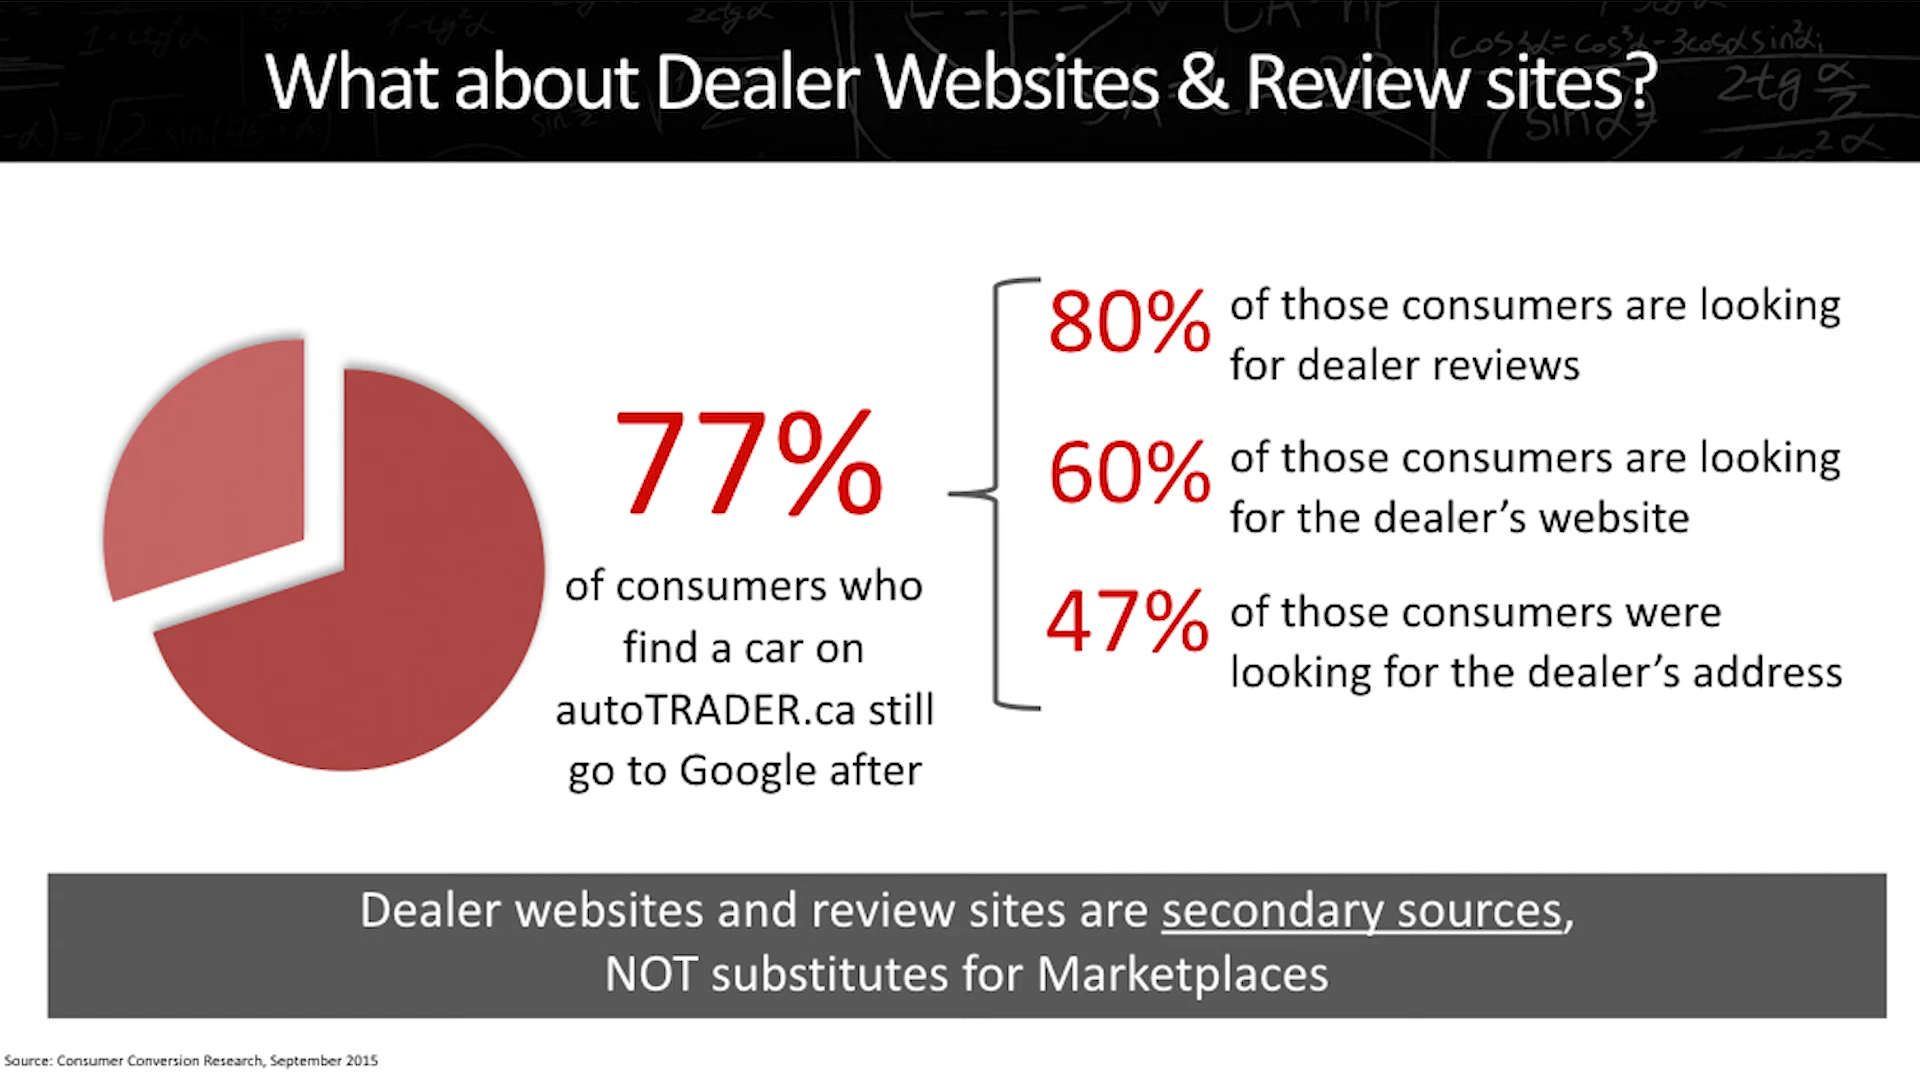 What about Dealer Websites & Review sites?
77%
of consumers who
find a car on
autoTRADER.ca still
go to Google after
80% of those consumers are looking
for dealer reviews
60% of those consumers are looking
for the dealer's website
47% of those consumers were
looking for the dealer's address
Dealer websites and review sites are secondary sources,
NOT substitutes for Marketplaces
Source: Consumer Conversion Research, September 2015